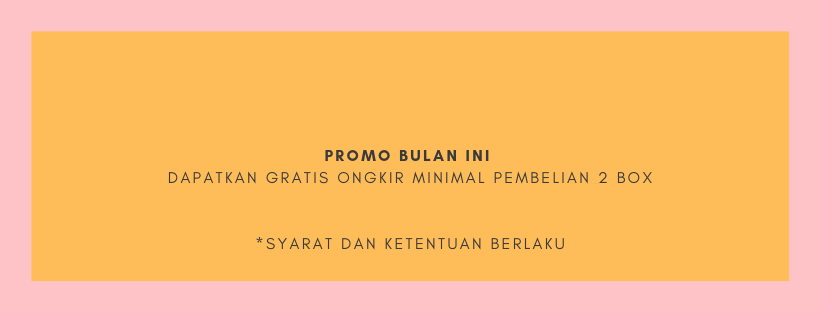 PROMO BULAN INI
DAPATKAN GRATIS ONGKIR MINIMAL PEMBELIAN 2 BOX
*SYARAT DAN KETENTUAN BERLAKU